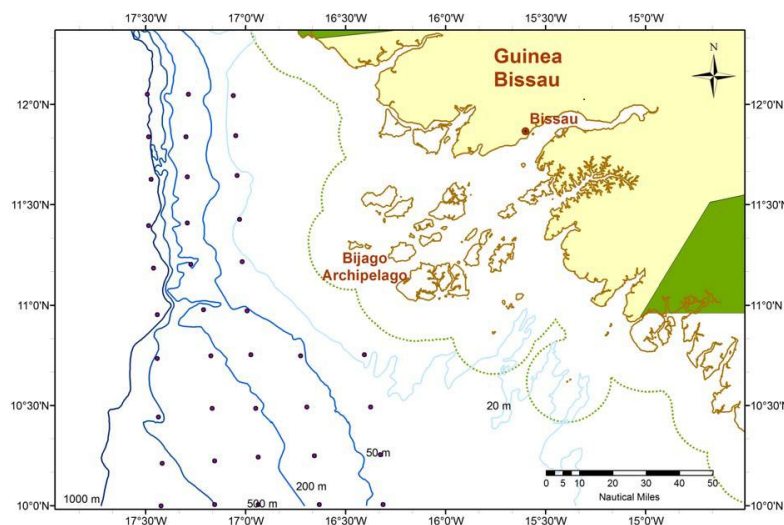 17°30'W 17°0'W 16°30'W 16°0'W 15°30'W 15°0'W
N
Guinea
Bissau
12°0'N 12°0'N
Bissau
11°30'N 11°30'N
Bijago
Archipelago
11°0'N 11°0'N
10°30'N 10°30'N
20 m
50 m
200 m
1000 m
500 m
0 5 10 20 30 40 50
Nautical Miles
10°0'N 10°0'N
17°30'W 17°0'W 16°30'W 16°0'W 15°30'W 15°0'W